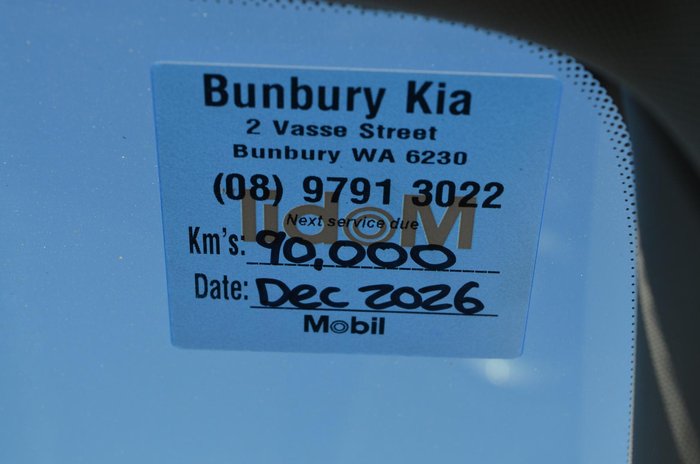 Bunbury Kia
2 Vasse Street
Bunbury WA 6230
(08) 9791 3022
Mobil
Next service due
Km's: 90,000
Date: Dec 2026
Mobil